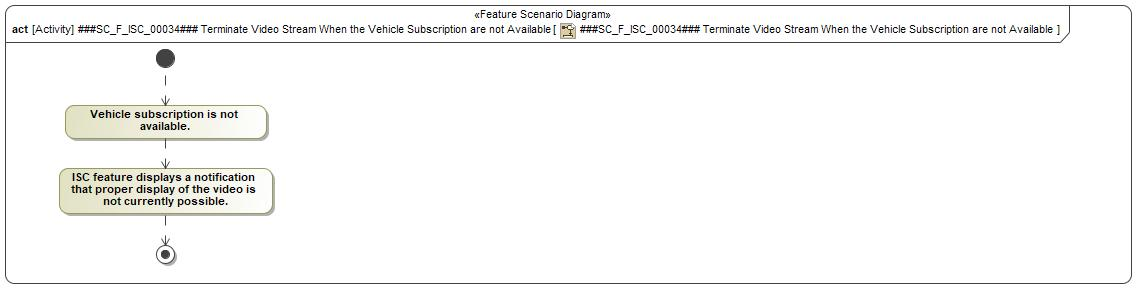 «Feature Scenario Diagram»
act [Activity] ###SC_F_ISC_00034### Terminate Video Stream When the Vehicle Subscription are not Available [ ###SC_F_ISC_00034### Terminate Video Stream When the Vehicle Subscription are not Available ]
Vehicle subscription is not
available.
ISC feature displays a notification
that proper display of the video is
not currently possible.